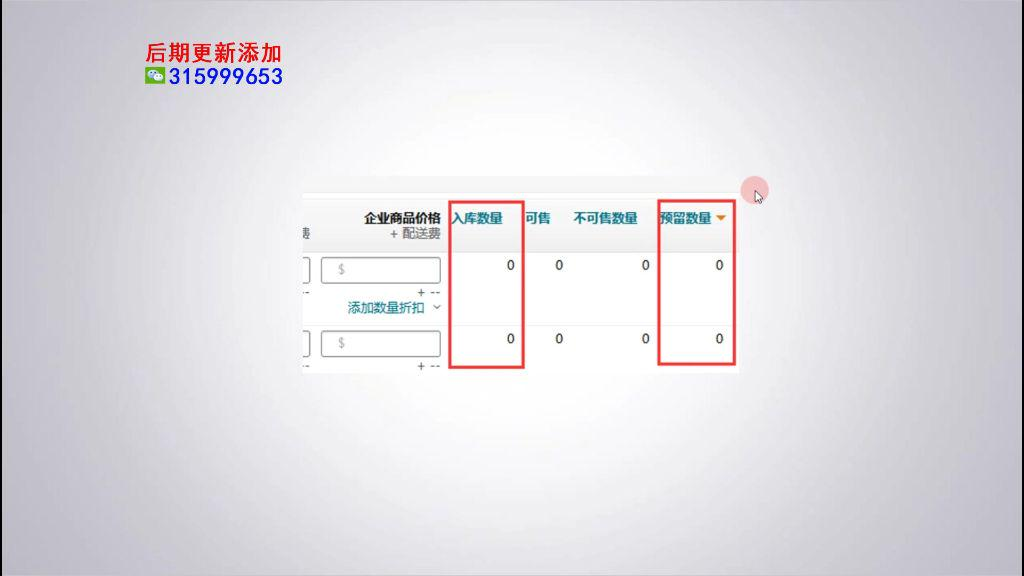 后期更新添加
315999653
企业商品价格 入库数量 可售 不可售数量 预留数量
费 + 配送费
$ 0 0 0 0
-- + --
添加数量折扣
$ 0 0 0 0
-- + --